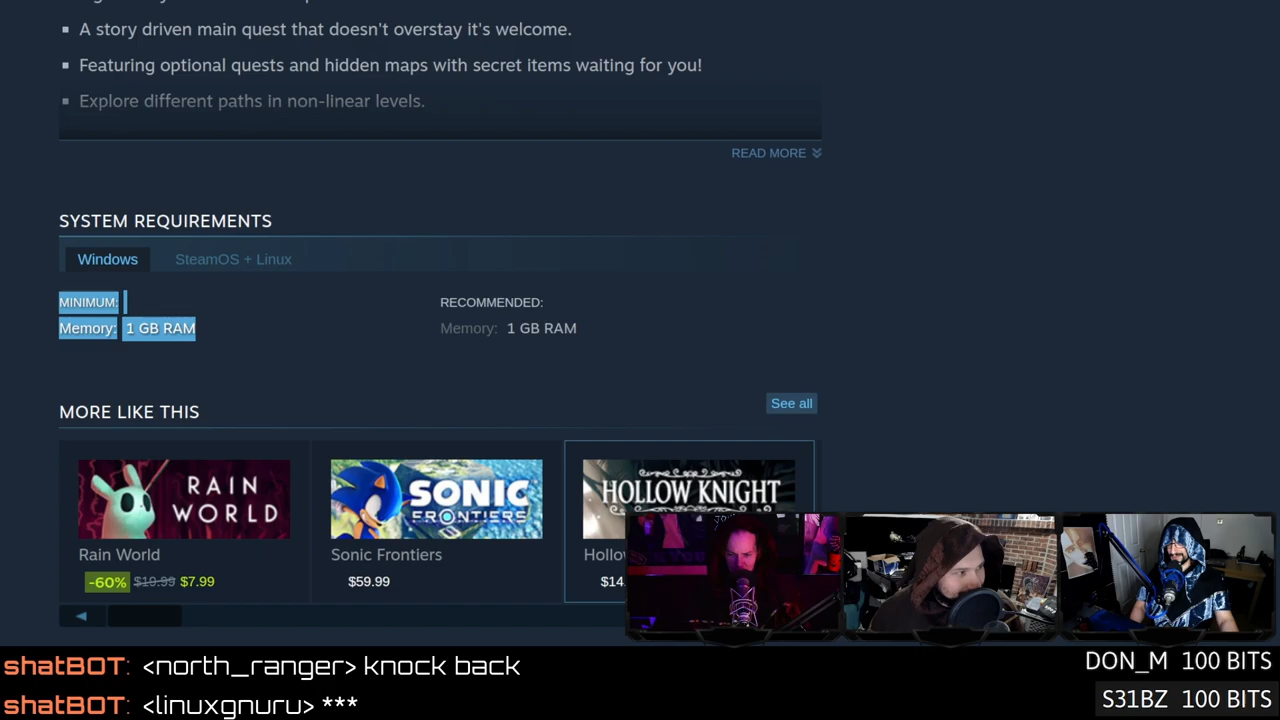 A story driven main quest that doesn't overstay it's welcome.
Featuring optional quests and hidden maps with secret items waiting for you!
Explore different paths in non-linear levels.
READ MORE
SYSTEM REQUIREMENTS
Windows SteamOS + Linux
MINIMUM: RECOMMENDED:
Memory: 1 GB RAM Memory: 1 GB RAM
MORE LIKE THIS See all
RAIN WORLD
SONIC FRONTIERS
HOLLOW KNIGHT
Rain World Sonic Frontiers
-60% $19.99 $7.99 $59.99
shatBOT: <north_ranger> knock back
DON_M 100 BITS
shatBOT: <linuxgnuru> ***
S31BZ 100 BITS